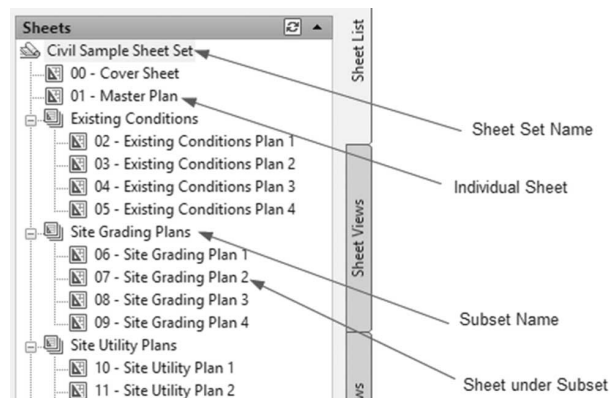 Sheets
Civil Sample Sheet Set
00 - Cover Sheet
01 - Master Plan
Existing Conditions
02 - Existing Conditions Plan 1
03 - Existing Conditions Plan 2
04 - Existing Conditions Plan 3
05 - Existing Conditions Plan 4
Site Grading Plans
06 - Site Grading Plan 1
07 - Site Grading Plan 2
08 - Site Grading Plan 3
09 - Site Grading Plan 4
Site Utility Plans
10 - Site Utility Plan 1
11 - Site Utility Plan 2
Sheet List
Sheet Views
Sheet Set Name
Individual Sheet
Subset Name
Sheet under Subset